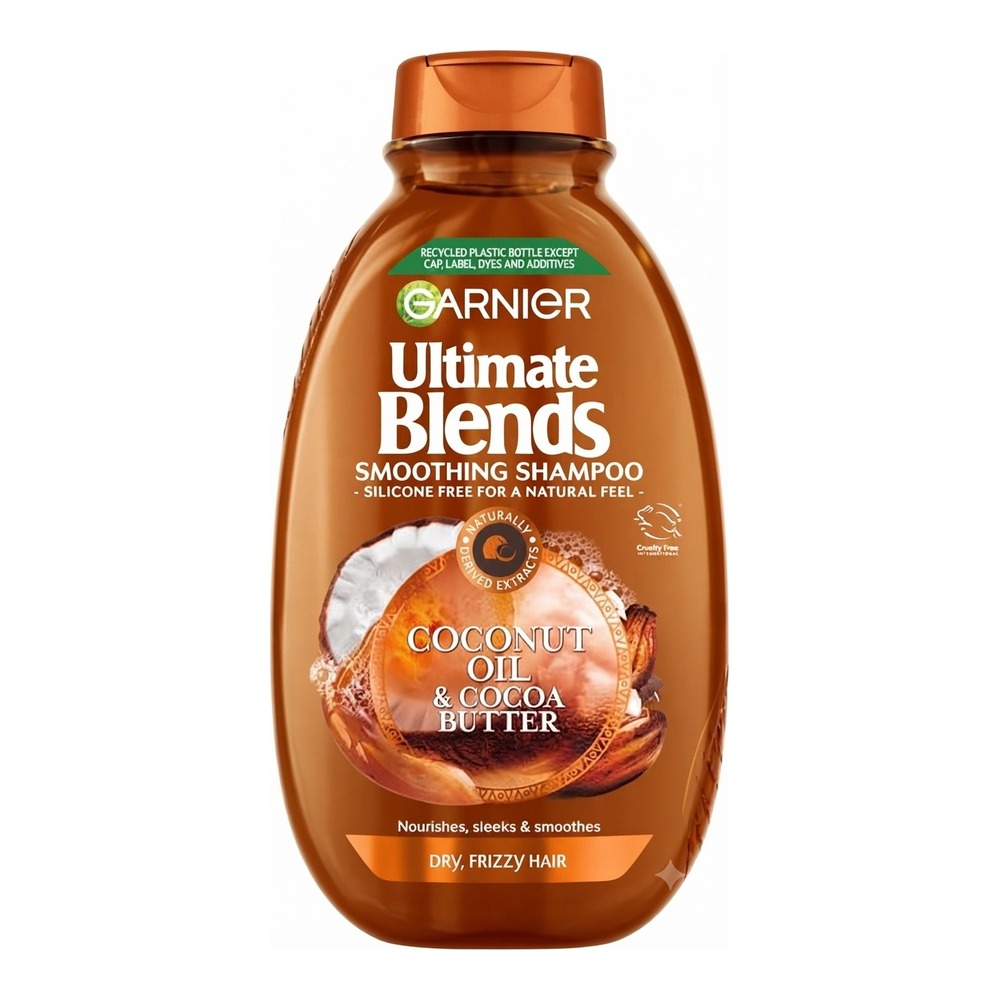 RECYCLED PLASTIC BOTTLE EXCEPT
CAP, LABEL, DYES AND ADDITIVES
GARNIER
Ultimate
Blends
SMOOTHING SHAMPOO
- SILICONE FREE FOR A NATURAL FEEL -
NATURALLY
DERIVED EXTRACTS
Cruelty Free
INTERNATIONAL
COCONUT
OIL
& COCOA
BUTTER
Nourishes, sleeks & smoothes
DRY, FRIZZY HAIR